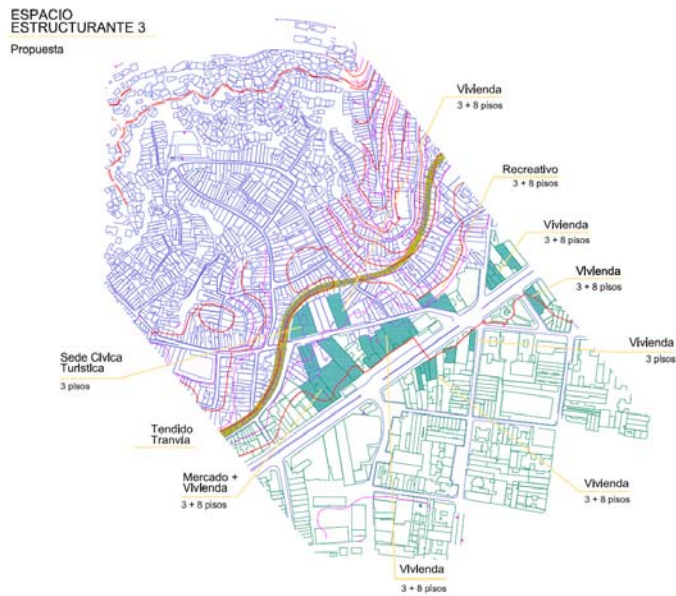 ESPACIO
ESTRUCTURANTE 3
Propuesta
Vivienda
3 + 8 pisos
Recreativo
3 + 8 pisos
Vivienda
3 + 8 pisos
Vivienda
3 + 8 pisos
Vivienda
3 pisos
Sede Cívica
Turística
3 pisos
Tendido
Tranvía
Mercado +
Vivienda
3 + 8 pisos
Vivienda
3 + 8 pisos
Vivienda
3 + 8 pisos